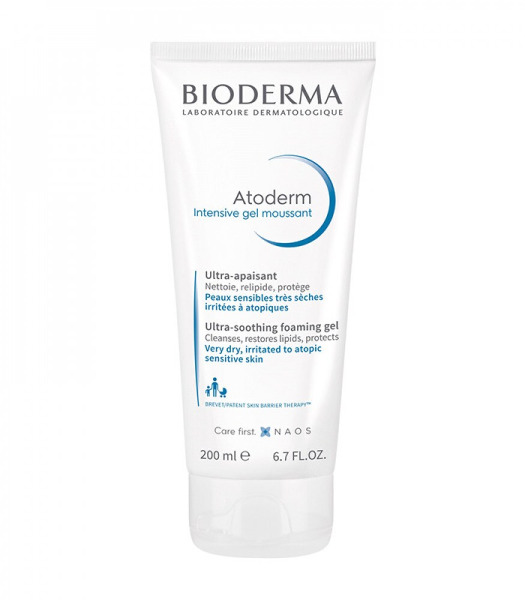 BIODERMA
LABORATOIRE DERMATOLOGIQUE
Atoderm
Intensive gel moussant
Ultra-apaisant
Nettoie, relipide, protège
Peaux sensibles très sèches
irritées à atopiques
Ultra-soothing foaming gel
Cleanses, restores lipids, protects
Very dry, irritated to atopic
sensitive skin
BREVET/PATENT SKIN BARRIER THERAPY™
Care first. NAOS
200 ml ℮ 6.7 FL.OZ.